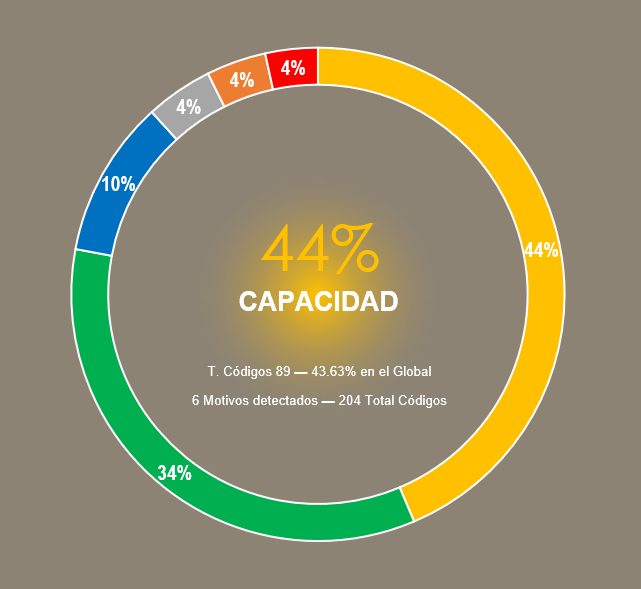 4%
4%
4%
10%
44%
44%
CAPACIDAD
T. Códigos 89 — 43.63% en el Global
6 Motivos detectados — 204 Total Códigos
34%